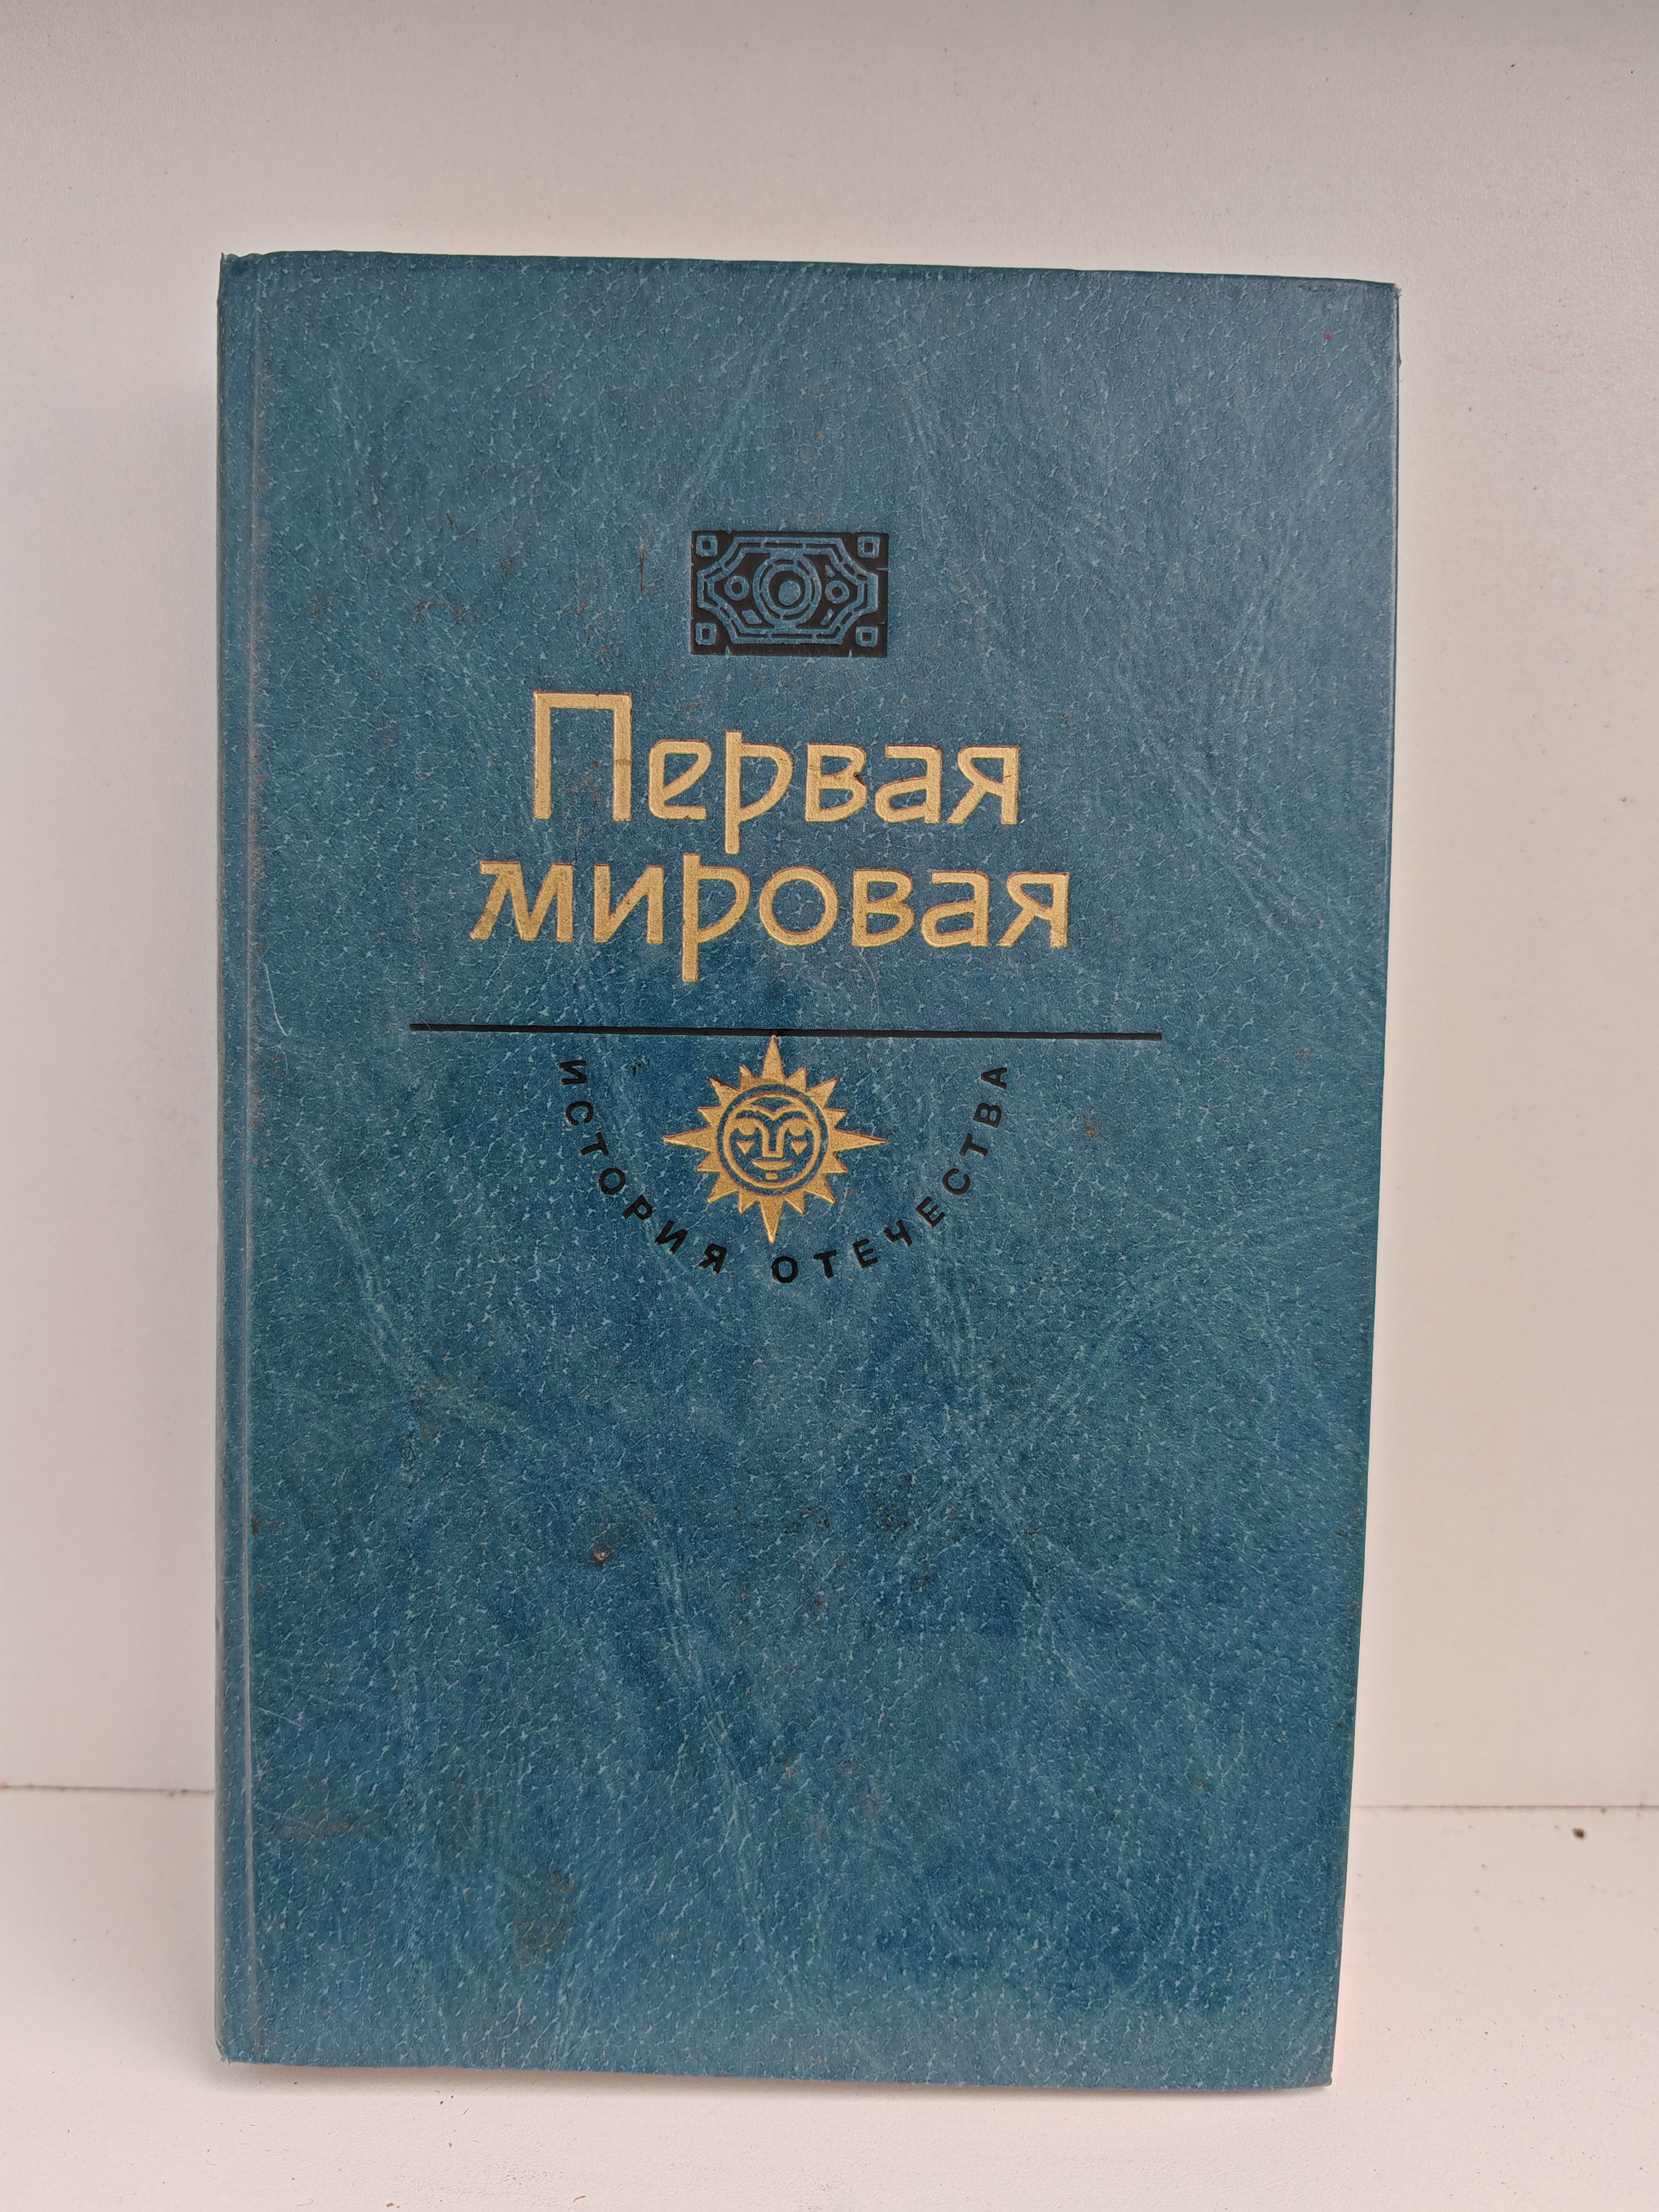 Первая
мировая
ИСТОРИЯ ОТЕЧЕСТВА